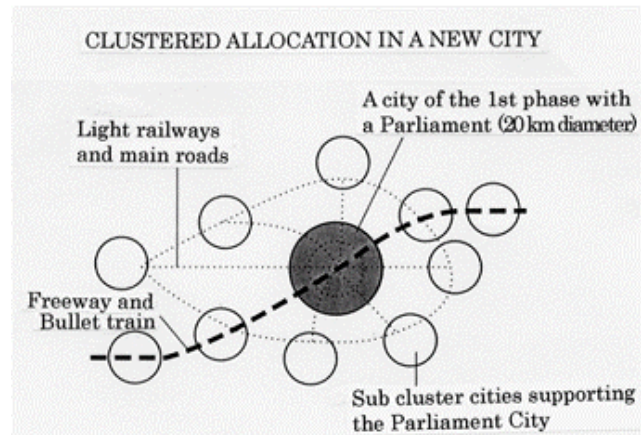 CLUSTERED ALLOCATION IN A NEW CITY
A city of the 1st phase with
a Parliament (20 km diameter)
Light railways
and main roads
Freeway and
Bullet train
Sub cluster cities supporting
the Parliament City